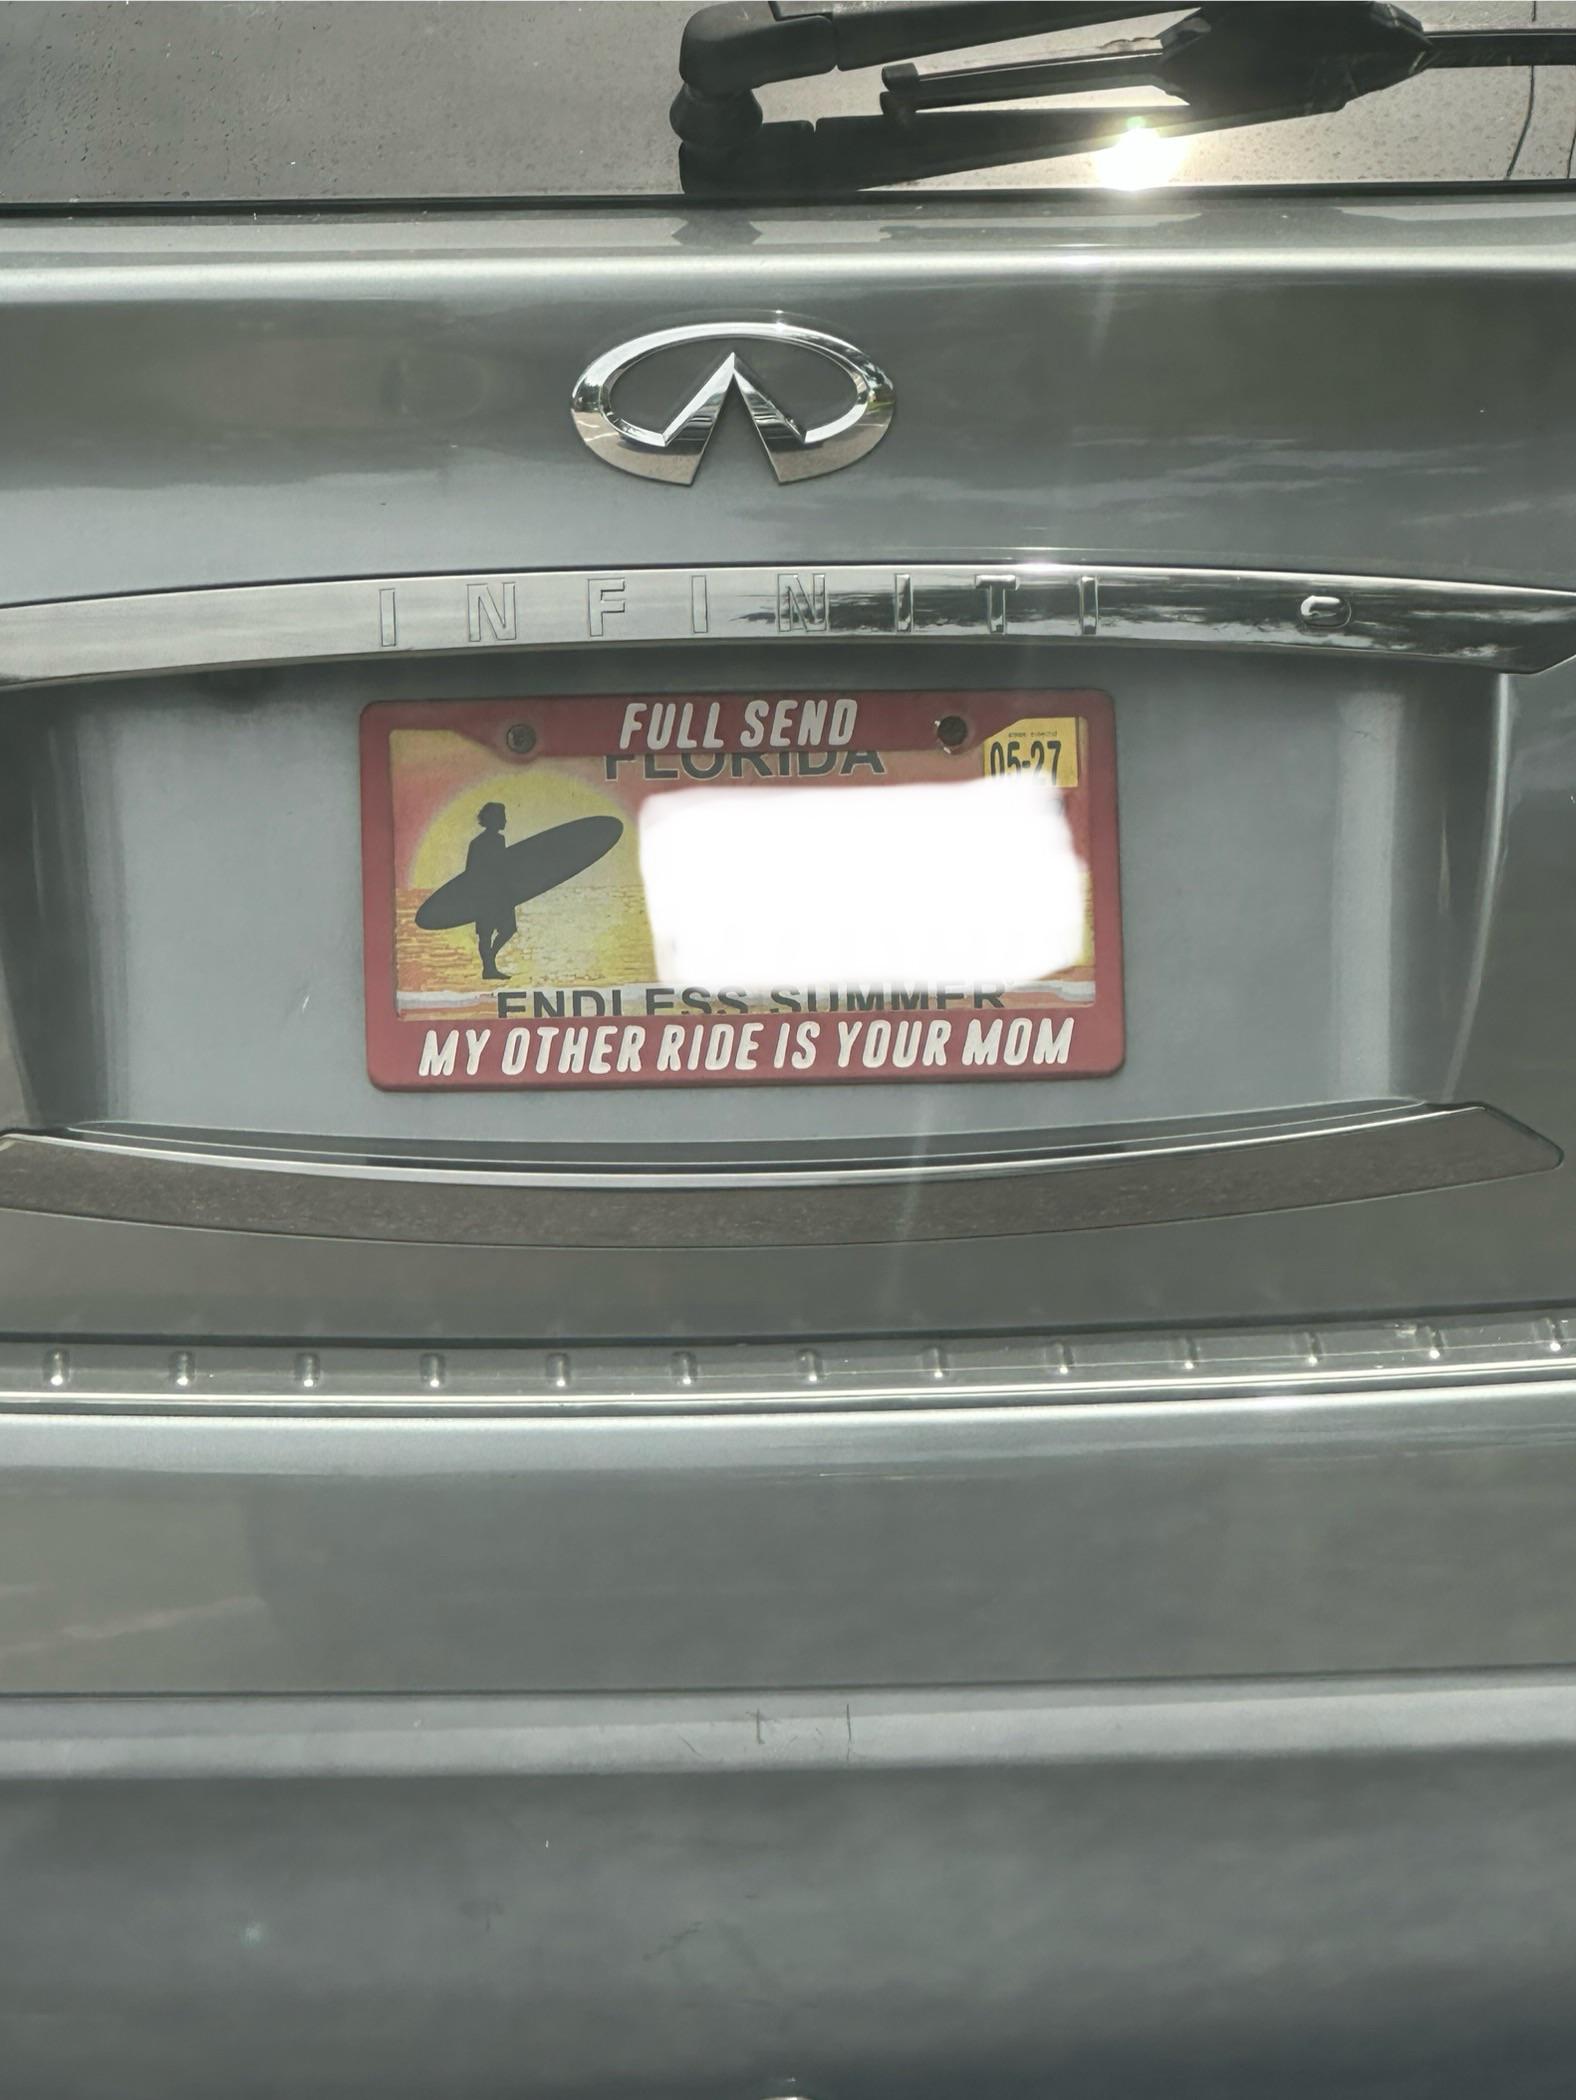 INFINITI
FULL SEND
FLORIDA
05-27
ENDLESS SUMMER
MY OTHER RIDE IS YOUR MOM